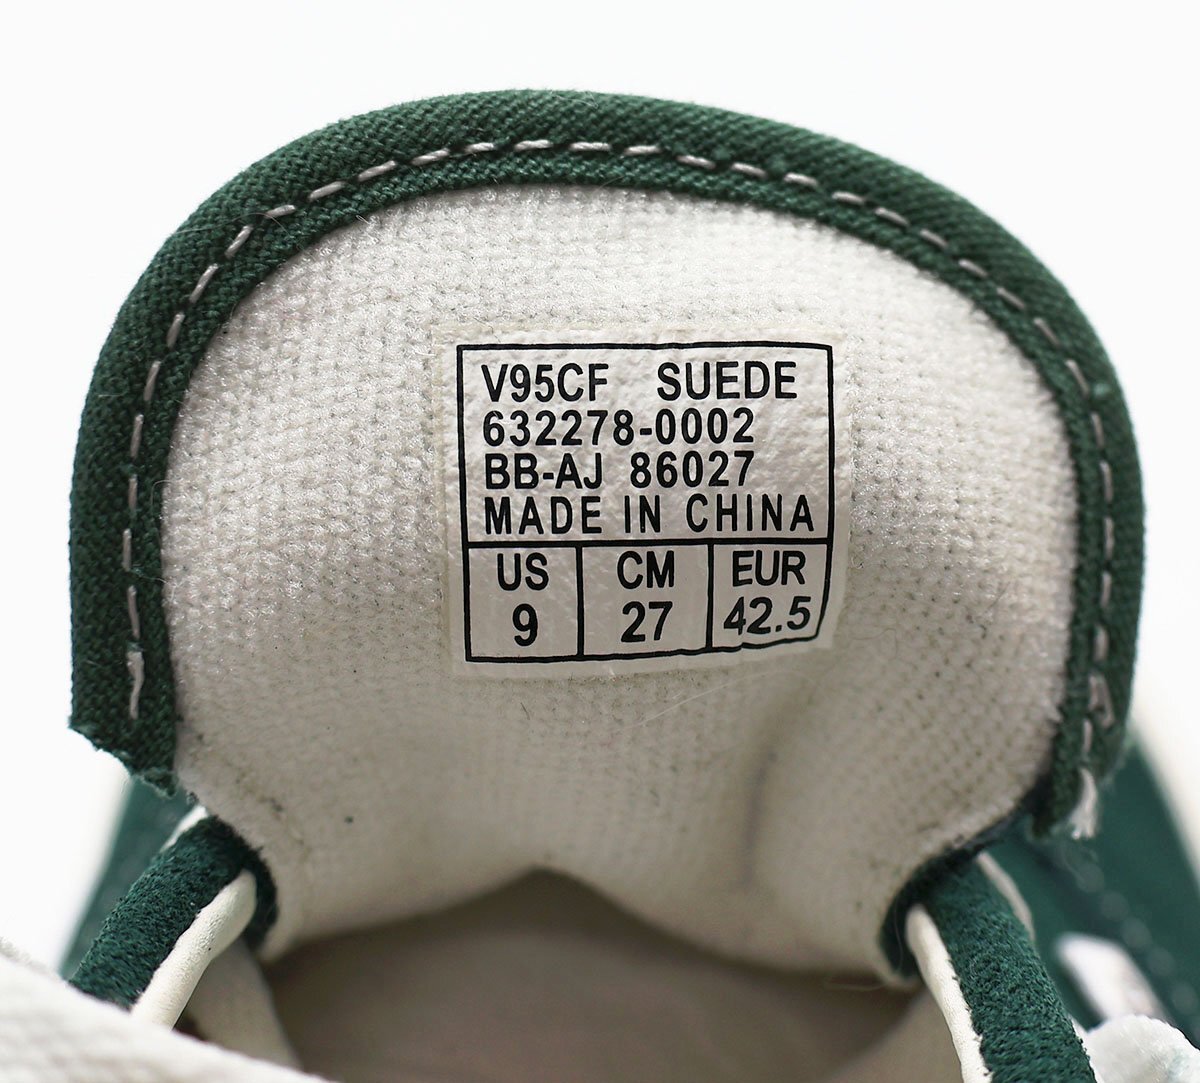 V95CF SUEDE
632278-0002
BB-AJ 86027
MADE IN CHINA
US CM EUR
9 27 42.5